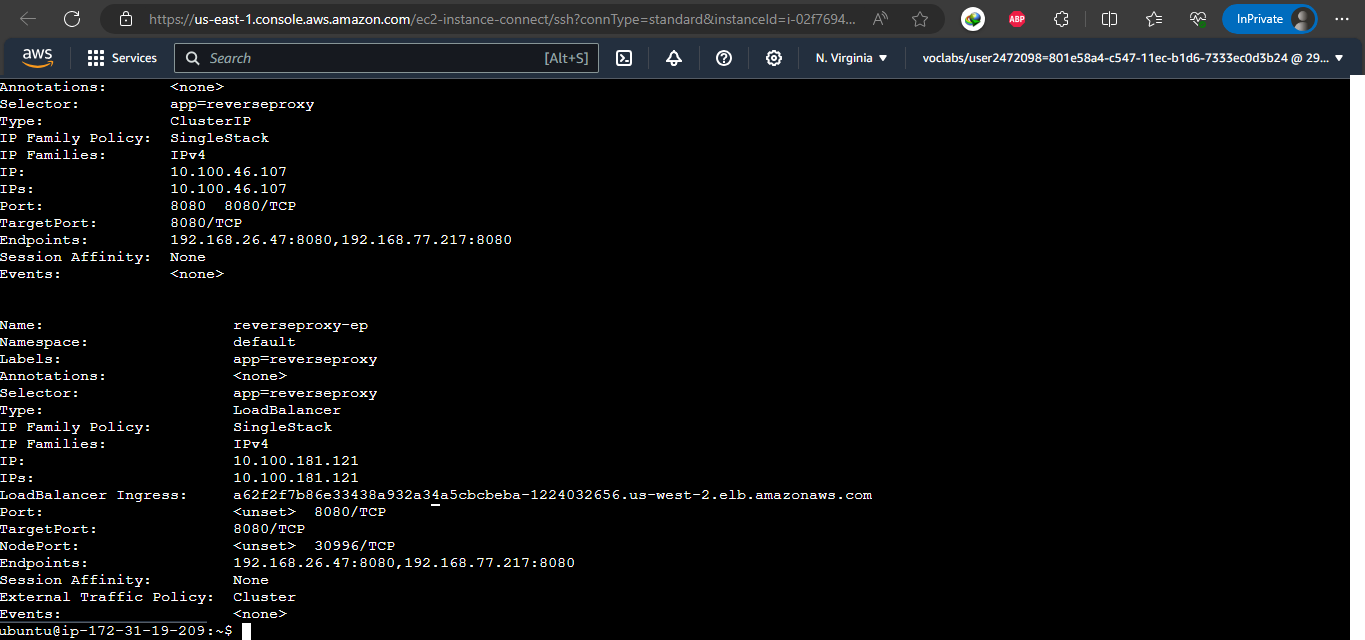 https://us-east-1.console.aws.amazon.com/ec2-instance-connect/ssh?connType=standard&instanceId=i-02f7694... A ABP InPrivate
aws Services Search [Alt+S] N. Virginia voclabs/user2472098=801e58a4-c547-11ec-b1d6-7333ec0d3b24 @ 29...
Annotations: <none>
Selector: app=reverseproxy
Type: ClusterIP
IP Family Policy: SingleStack
IP Families: IPv4
IP: 10.100.46.107
IPs: 10.100.46.107
Port: 8080 8080/TCP
TargetPort: 8080/TCP
Endpoints: 192.168.26.47:8080,192.168.77.217:8080
Session Affinity: None
Events: <none>
Name: reverseproxy-ep
Namespace: default
Labels: app=reverseproxy
Annotations: <none>
Selector: app=reverseproxy
Type: LoadBalancer
IP Family Policy: SingleStack
IP Families: IPv4
IP: 10.100.181.121
IPs: 10.100.181.121
LoadBalancer Ingress: a62f2f7b86e33438a932a34a5cbcbeba-1224032656.us-west-2.elb.amazonaws.com
Port: <unset> 8080/TCP
TargetPort: 8080/TCP
NodePort: <unset> 30996/TCP
Endpoints: 192.168.26.47:8080,192.168.77.217:8080
Session Affinity: None
External Traffic Policy: Cluster
Events: <none>
ubuntu@ip-172-31-19-209:~$